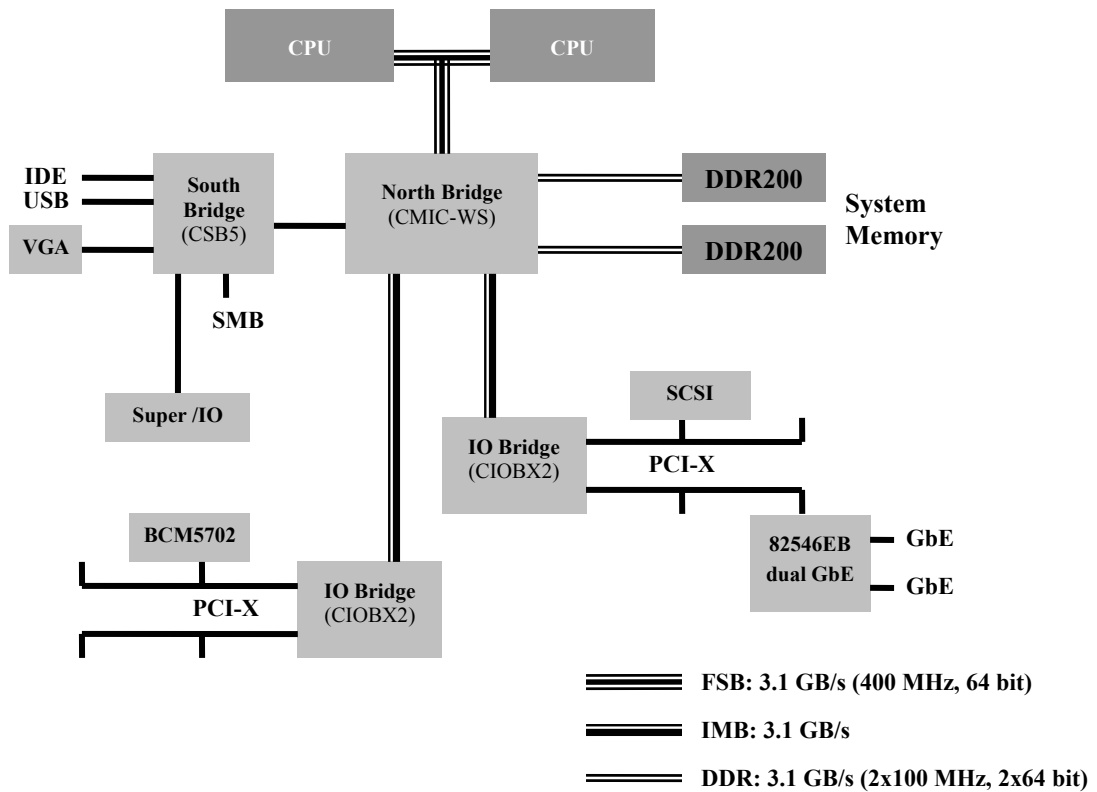 CPU
CPU
IDE
USB
VGA
South
Bridge
(CSB5)
North Bridge
(CMIC-WS)
DDR200
DDR200
System
Memory
SMB
Super /IO
SCSI
IO Bridge
(CIOBX2)
PCI-X
82546EB
dual GbE
GbE
GbE
BCM5702
PCI-X
IO Bridge
(CIOBX2)
FSB: 3.1 GB/s (400 MHz, 64 bit)
IMB: 3.1 GB/s
DDR: 3.1 GB/s (2x100 MHz, 2x64 bit)